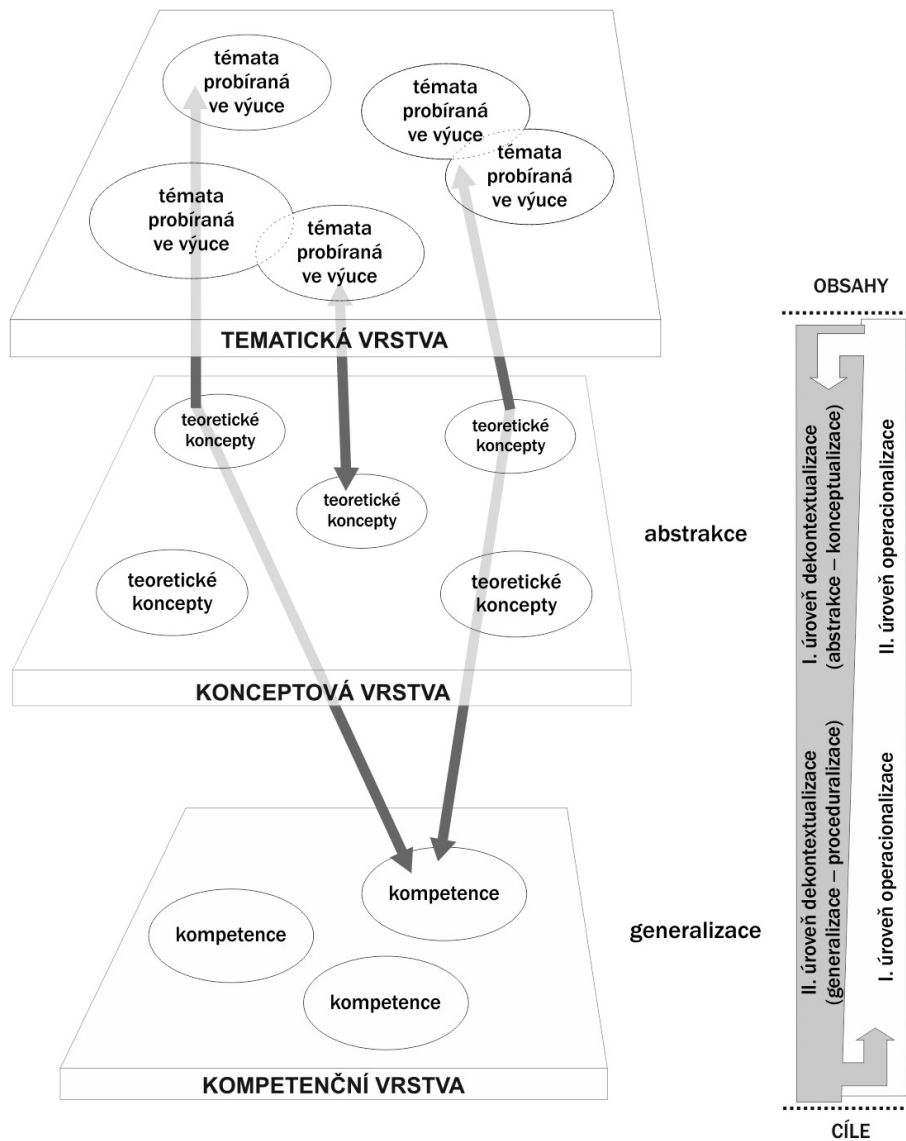 témata
probíraná
ve výuce
témata
probíraná
ve výuce
témata
probíraná
ve výuce
témata
probíraná
ve výuce
témata
probíraná
ve výuce
TEMATICKÁ VRSTVA
teoretické
koncepty
teoretické
koncepty
teoretické
koncepty
teoretické
koncepty
teoretické
koncepty
KONCEPTOVÁ VRSTVA
kompetence
kompetence
kompetence
KOMPETENČNÍ VRSTVA
abstrakce
generalizace
OBSAHY
I. úroveň dekontextualizace
(abstrakce – konceptualizace)
II. úroveň operacionalizace
II. úroveň dekontextualizace
(generalizace – proceduralizace)
I. úroveň operacionalizace
CÍLE